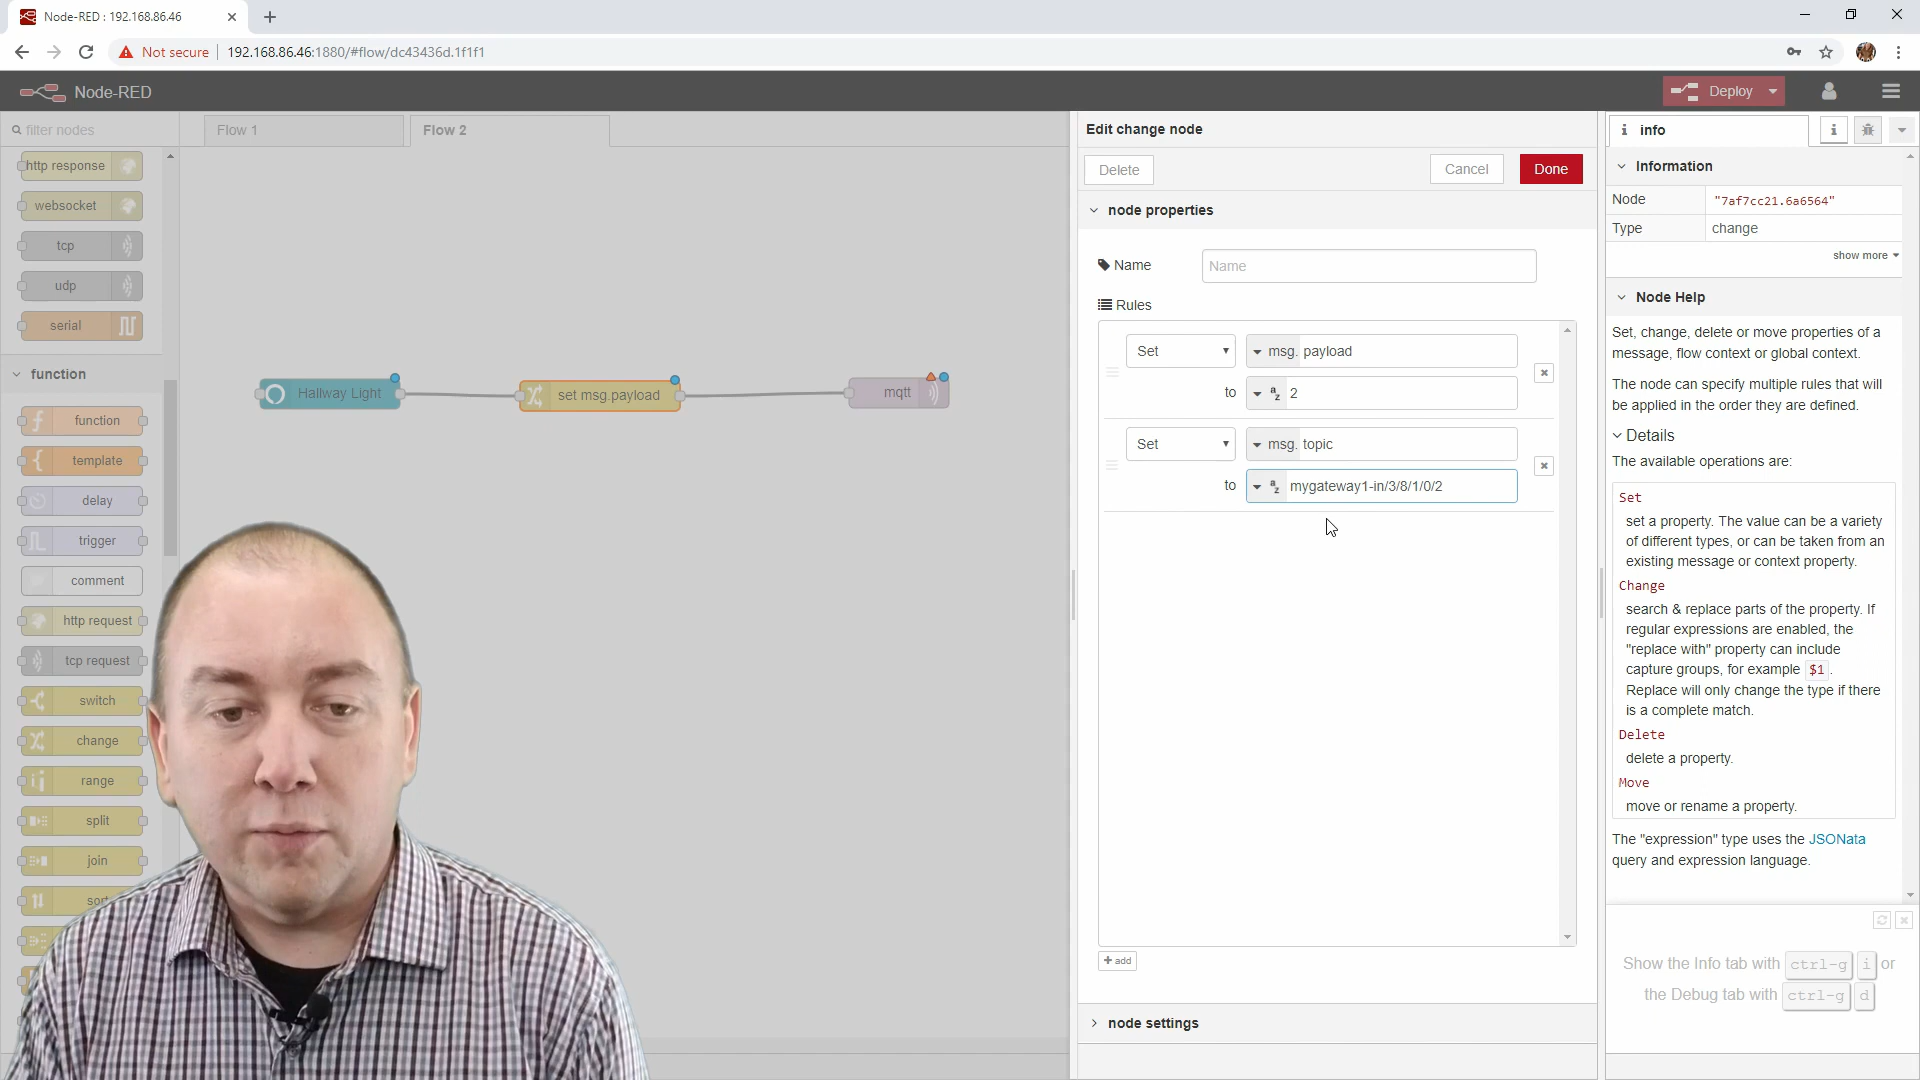 Node-RED : 192.168.86.46
Not secure
192.168.86.46:1880/#flow/dc43436d.1f1f1
Node-RED
Deploy
filter nodes
Flow 1
Flow 2
http response
websocket
tcp
udp
serial
function
function
template
delay
trigger
comment
http request
tcp request
switch
change
range
split
join
sort
Hallway Light
set msg.payload
mqtt
Edit change node
Delete
Cancel
Done
node properties
Name
Name
Rules
Set
msg. payload
to
2
Set
msg. topic
to
mygateway1-in/3/8/1/0/2
add
node settings
info
Information
Node
"7af7cc21.6a6564"
Type
change
show more
Node Help
Set, change, delete or move properties of a
message, flow context or global context.
The node can specify multiple rules that will
be applied in the order they are defined.
Details
The available operations are:
Set
set a property. The value can be a variety
of different types, or can be taken from an
existing message or context property.
Change
search & replace parts of the property. If
regular expressions are enabled, the
"replace with" property can include
capture groups, for example $1 .
Replace will only change the type if there
is a complete match.
Delete
delete a property.
Move
move or rename a property.
The "expression" type uses the JSONata
query and expression language.
Show the Info tab with ctrl-g i or
the Debug tab with ctrl-g d